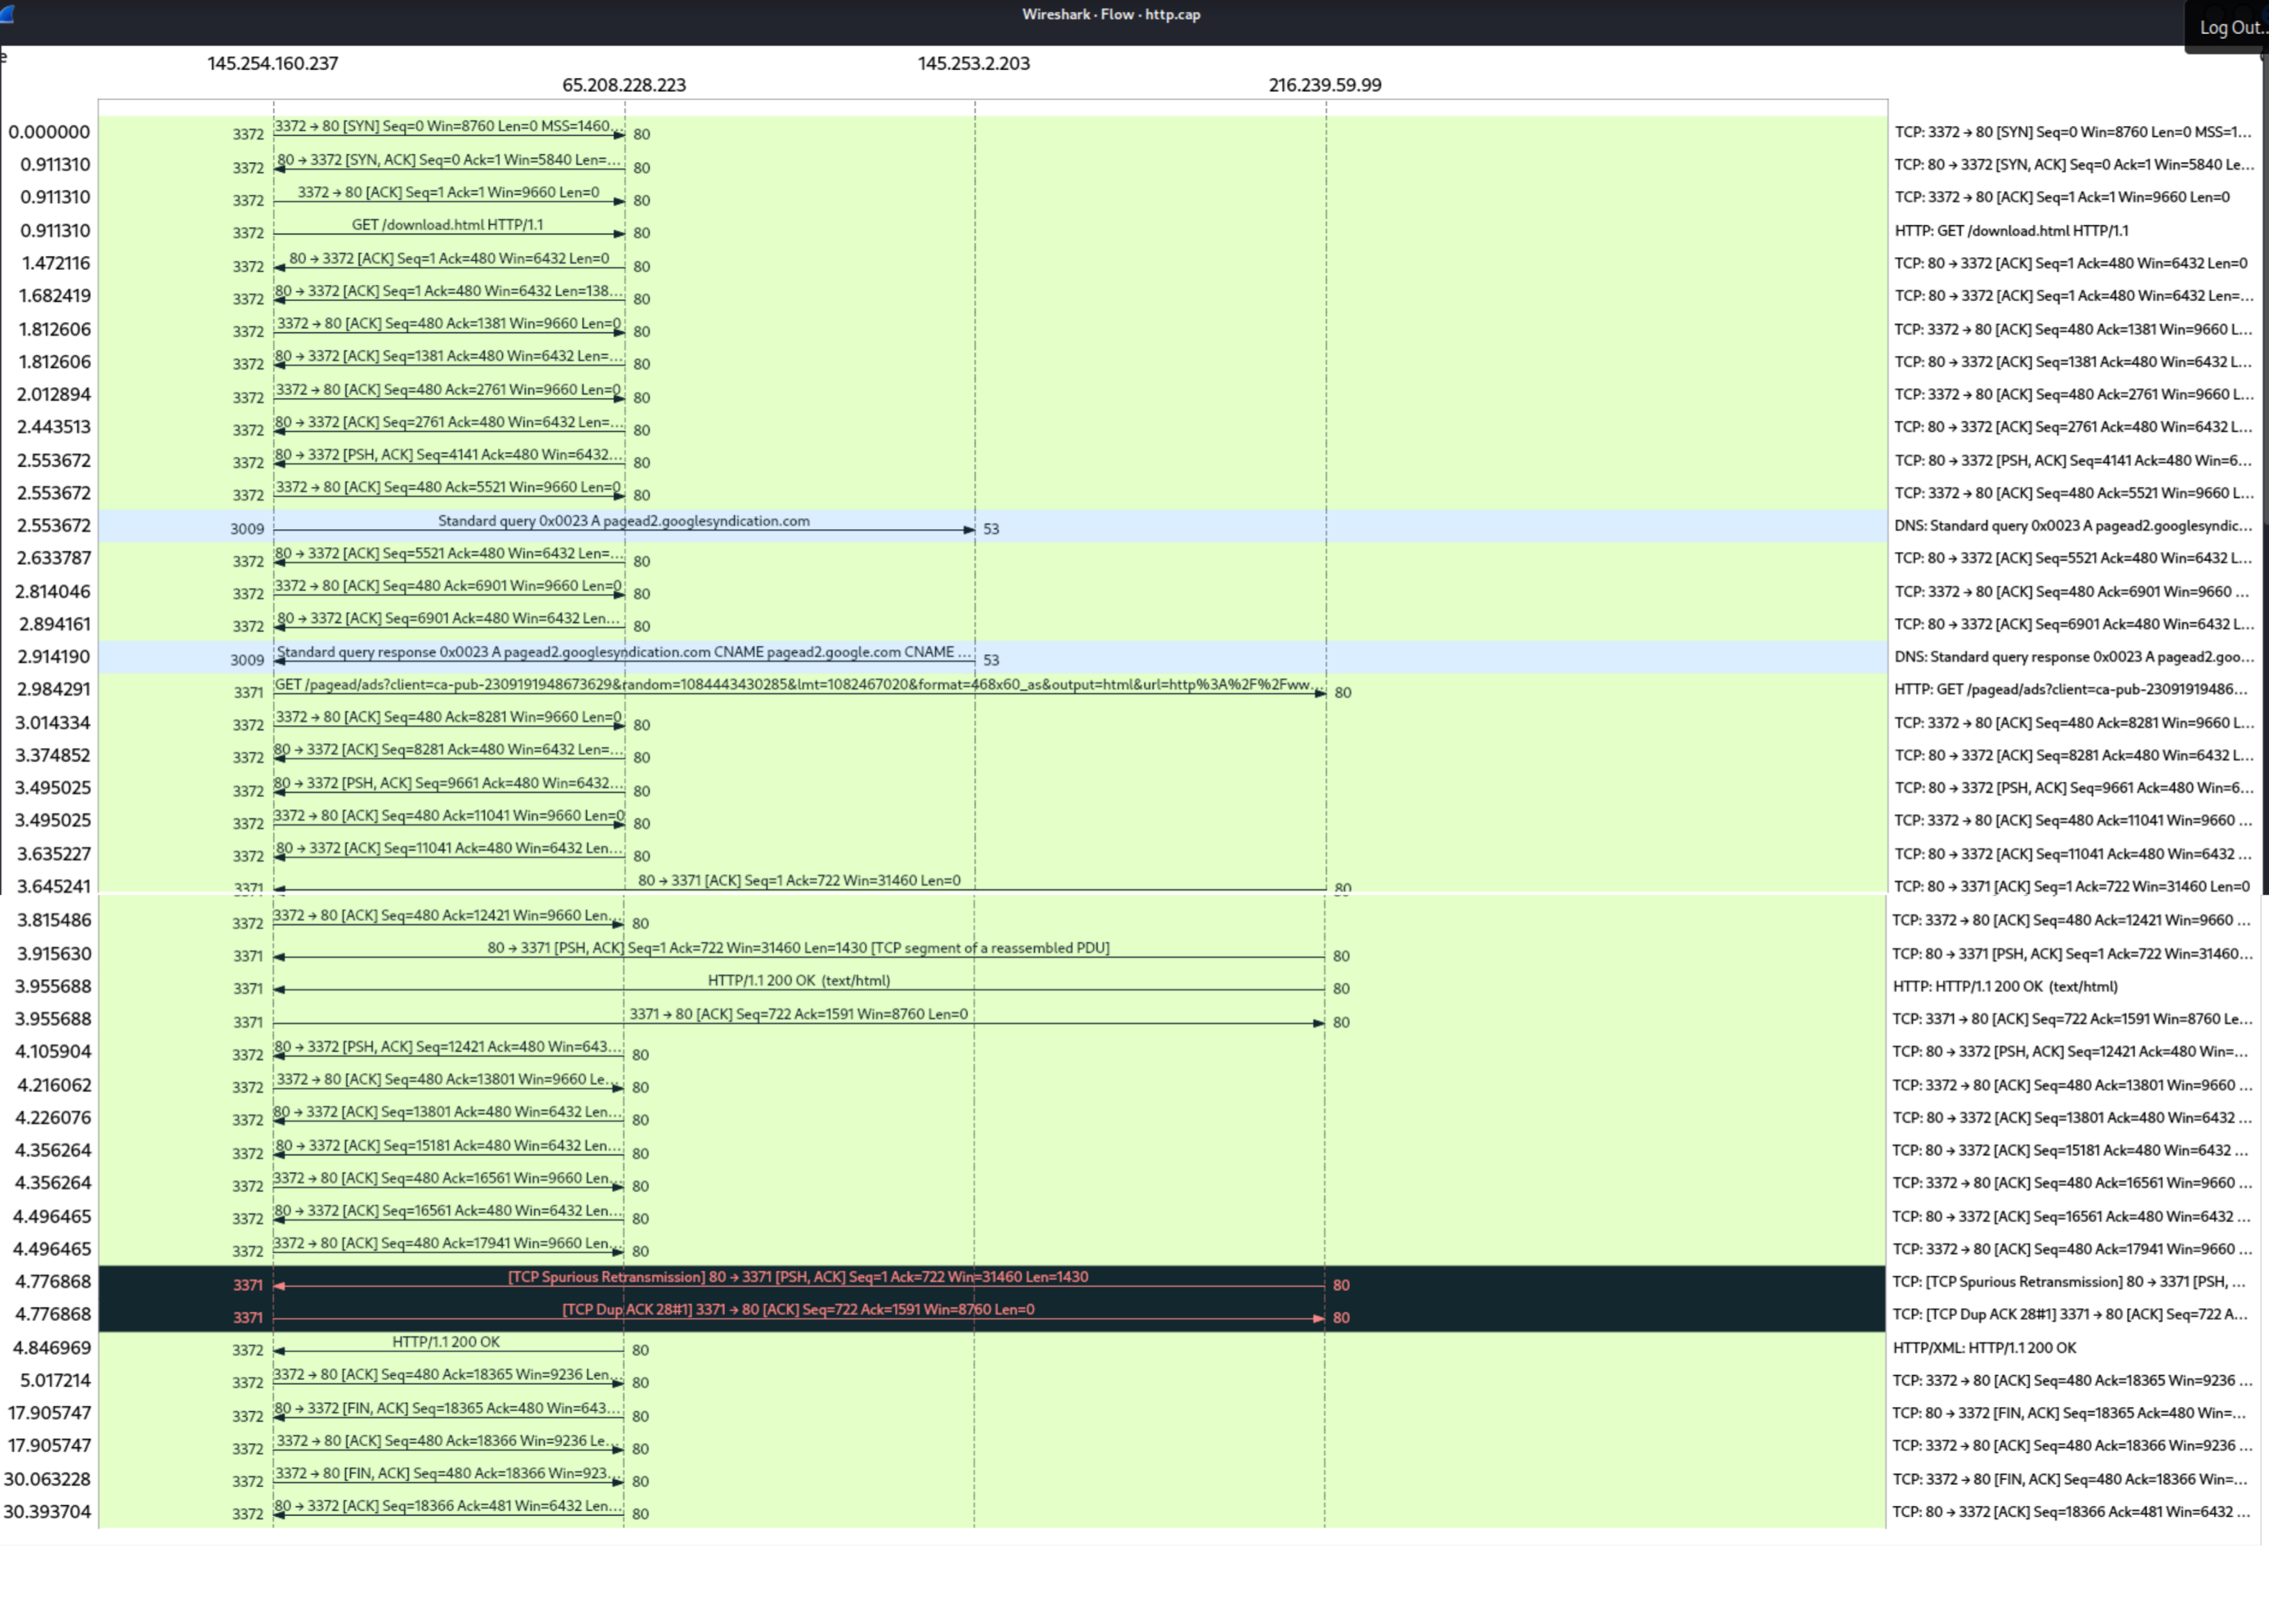 Wireshark · Flow · http.cap
Log Out...
e
145.254.160.237 145.253.2.203
65.208.228.223 216.239.59.99
0.000000 3372 3372 → 80 [SYN] Seq=0 Win=8760 Len=0 MSS=1460… 80 TCP: 3372 → 80 [SYN] Seq=0 Win=8760 Len=0 MSS=1…
0.911310 3372 80 → 3372 [SYN, ACK] Seq=0 Ack=1 Win=5840 Len=… 80 TCP: 80 → 3372 [SYN, ACK] Seq=0 Ack=1 Win=5840 Le…
0.911310 3372 3372 → 80 [ACK] Seq=1 Ack=1 Win=9660 Len=0 80 TCP: 3372 → 80 [ACK] Seq=1 Ack=1 Win=9660 Len=0
0.911310 3372 GET /download.html HTTP/1.1 80 HTTP: GET /download.html HTTP/1.1
1.472116 3372 80 → 3372 [ACK] Seq=1 Ack=480 Win=6432 Len=0 80 TCP: 80 → 3372 [ACK] Seq=1 Ack=480 Win=6432 Len=0
1.682419 3372 80 → 3372 [ACK] Seq=1 Ack=480 Win=6432 Len=138… 80 TCP: 80 → 3372 [ACK] Seq=1 Ack=480 Win=6432 Len=…
1.812606 3372 3372 → 80 [ACK] Seq=480 Ack=1381 Win=9660 Len=0 80 TCP: 3372 → 80 [ACK] Seq=480 Ack=1381 Win=9660 L…
1.812606 3372 80 → 3372 [ACK] Seq=1381 Ack=480 Win=6432 Len=… 80 TCP: 80 → 3372 [ACK] Seq=1381 Ack=480 Win=6432 L…
2.012894 3372 3372 → 80 [ACK] Seq=480 Ack=2761 Win=9660 Len=0 80 TCP: 3372 → 80 [ACK] Seq=480 Ack=2761 Win=9660 L…
2.443513 3372 80 → 3372 [ACK] Seq=2761 Ack=480 Win=6432 Len=… 80 TCP: 80 → 3372 [ACK] Seq=2761 Ack=480 Win=6432 L…
2.553672 3372 80 → 3372 [PSH, ACK] Seq=4141 Ack=480 Win=6432… 80 TCP: 80 → 3372 [PSH, ACK] Seq=4141 Ack=480 Win=6…
2.553672 3372 3372 → 80 [ACK] Seq=480 Ack=5521 Win=9660 Len=0 80 TCP: 3372 → 80 [ACK] Seq=480 Ack=5521 Win=9660 L…
2.553672 3009 Standard query 0x0023 A pagead2.googlesyndication.com 53 DNS: Standard query 0x0023 A pagead2.googlesyndic…
2.633787 3372 80 → 3372 [ACK] Seq=5521 Ack=480 Win=6432 Len=… 80 TCP: 80 → 3372 [ACK] Seq=5521 Ack=480 Win=6432 L…
2.814046 3372 3372 → 80 [ACK] Seq=480 Ack=6901 Win=9660 Len=0 80 TCP: 3372 → 80 [ACK] Seq=480 Ack=6901 Win=9660 …
2.894161 3372 80 → 3372 [ACK] Seq=6901 Ack=480 Win=6432 Len… 80 TCP: 80 → 3372 [ACK] Seq=6901 Ack=480 Win=6432 L…
2.914190 3009 Standard query response 0x0023 A pagead2.googlesyndication.com CNAME pagead2.google.com CNAME … 53 DNS: Standard query response 0x0023 A pagead2.goo…
2.984291 3371 GET /pagead/ads?client=ca-pub-2309191948673629&random=1084443430285&lmt=1082467020&format=468x60_as&output=html&url=http%3A%2F%2Fww… 80 HTTP: GET /pagead/ads?client=ca-pub-23091919486…
3.014334 3372 3372 → 80 [ACK] Seq=480 Ack=8281 Win=9660 Len=0 80 TCP: 3372 → 80 [ACK] Seq=480 Ack=8281 Win=9660 L…
3.374852 3372 80 → 3372 [ACK] Seq=8281 Ack=480 Win=6432 Len=… 80 TCP: 80 → 3372 [ACK] Seq=8281 Ack=480 Win=6432 L…
3.495025 3372 80 → 3372 [PSH, ACK] Seq=9661 Ack=480 Win=6432… 80 TCP: 80 → 3372 [PSH, ACK] Seq=9661 Ack=480 Win=6…
3.495025 3372 3372 → 80 [ACK] Seq=480 Ack=11041 Win=9660 Len=0 80 TCP: 3372 → 80 [ACK] Seq=480 Ack=11041 Win=9660 …
3.635227 3372 80 → 3372 [ACK] Seq=11041 Ack=480 Win=6432 Len… 80 TCP: 80 → 3372 [ACK] Seq=11041 Ack=480 Win=6432 …
3.645241 3371 80 → 3371 [ACK] Seq=1 Ack=722 Win=31460 Len=0 80 TCP: 80 → 3371 [ACK] Seq=1 Ack=722 Win=31460 Len=0
3.815486 3372 3372 → 80 [ACK] Seq=480 Ack=12421 Win=9660 Len… 80 TCP: 3372 → 80 [ACK] Seq=480 Ack=12421 Win=9660 …
3.915630 3371 80 → 3371 [PSH, ACK] Seq=1 Ack=722 Win=31460 Len=1430 [TCP segment of a reassembled PDU] 80 TCP: 80 → 3371 [PSH, ACK] Seq=1 Ack=722 Win=31460…
3.955688 3371 HTTP/1.1 200 OK (text/html) 80 HTTP: HTTP/1.1 200 OK (text/html)
3.955688 3371 3371 → 80 [ACK] Seq=722 Ack=1591 Win=8760 Len=0 80 TCP: 3371 → 80 [ACK] Seq=722 Ack=1591 Win=8760 Le…
4.105904 3372 80 → 3372 [PSH, ACK] Seq=12421 Ack=480 Win=643… 80 TCP: 80 → 3372 [PSH, ACK] Seq=12421 Ack=480 Win=…
4.216062 3372 3372 → 80 [ACK] Seq=480 Ack=13801 Win=9660 Le… 80 TCP: 3372 → 80 [ACK] Seq=480 Ack=13801 Win=9660 …
4.226076 3372 80 → 3372 [ACK] Seq=13801 Ack=480 Win=6432 Len… 80 TCP: 80 → 3372 [ACK] Seq=13801 Ack=480 Win=6432 …
4.356264 3372 80 → 3372 [ACK] Seq=15181 Ack=480 Win=6432 Len… 80 TCP: 80 → 3372 [ACK] Seq=15181 Ack=480 Win=6432 …
4.356264 3372 3372 → 80 [ACK] Seq=480 Ack=16561 Win=9660 Len… 80 TCP: 3372 → 80 [ACK] Seq=480 Ack=16561 Win=9660 …
4.496465 3372 80 → 3372 [ACK] Seq=16561 Ack=480 Win=6432 Len… 80 TCP: 80 → 3372 [ACK] Seq=16561 Ack=480 Win=6432 …
4.496465 3372 3372 → 80 [ACK] Seq=480 Ack=17941 Win=9660 Len… 80 TCP: 3372 → 80 [ACK] Seq=480 Ack=17941 Win=9660 …
4.776868 3371 [TCP Spurious Retransmission] 80 → 3371 [PSH, ACK] Seq=1 Ack=722 Win=31460 Len=1430 80 TCP: [TCP Spurious Retransmission] 80 → 3371 [PSH, …
4.776868 3371 [TCP Dup ACK 28#1] 3371 → 80 [ACK] Seq=722 Ack=1591 Win=8760 Len=0 80 TCP: [TCP Dup ACK 28#1] 3371 → 80 [ACK] Seq=722 A…
4.846969 3372 HTTP/1.1 200 OK 80 HTTP/XML: HTTP/1.1 200 OK
5.017214 3372 3372 → 80 [ACK] Seq=480 Ack=18365 Win=9236 Len… 80 TCP: 3372 → 80 [ACK] Seq=480 Ack=18365 Win=9236 …
17.905747 3372 80 → 3372 [FIN, ACK] Seq=18365 Ack=480 Win=643… 80 TCP: 80 → 3372 [FIN, ACK] Seq=18365 Ack=480 Win=…
17.905747 3372 3372 → 80 [ACK] Seq=480 Ack=18366 Win=9236 Le… 80 TCP: 3372 → 80 [ACK] Seq=480 Ack=18366 Win=9236 …
30.063228 3372 3372 → 80 [FIN, ACK] Seq=480 Ack=18366 Win=923… 80 TCP: 3372 → 80 [FIN, ACK] Seq=480 Ack=18366 Win=…
30.393704 3372 80 → 3372 [ACK] Seq=18366 Ack=481 Win=6432 Len… 80 TCP: 80 → 3372 [ACK] Seq=18366 Ack=481 Win=6432 …